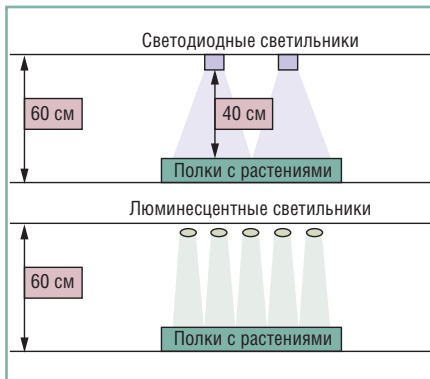 Светодиодные светильники
60 см
40 см
Полки с растениями
Люминесцентные светильники
60 см
Полки с растениями